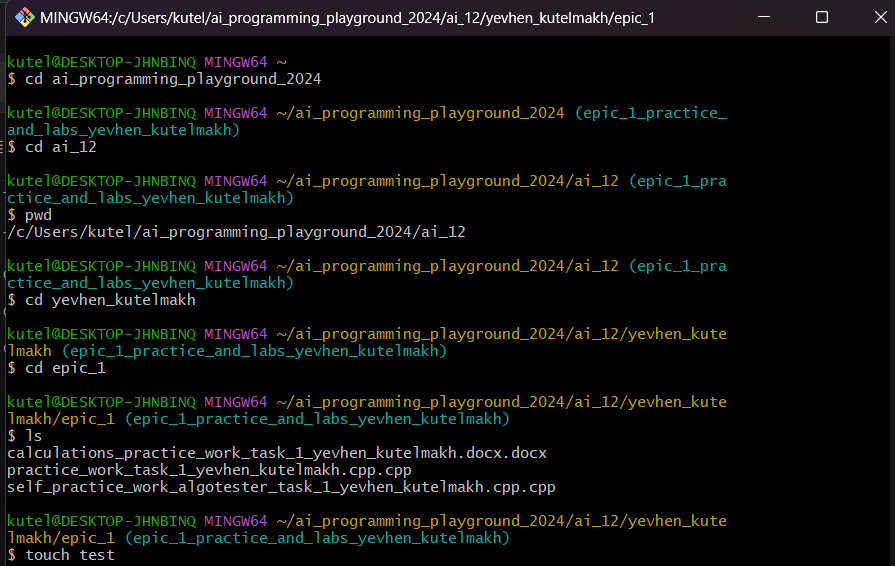 MINGW64:/c/Users/kutel/ai_programming_playground_2024/ai_12/yevhen_kutelmakh/epic_1
kutel@DESKTOP-JHNBINQ MINGW64 ~
$ cd ai_programming_playground_2024
kutel@DESKTOP-JHNBINQ MINGW64 ~/ai_programming_playground_2024 (epic_1_practice_
and_labs_yevhen_kutelmakh)
$ cd ai_12
kutel@DESKTOP-JHNBINQ MINGW64 ~/ai_programming_playground_2024/ai_12 (epic_1_pra
ctice_and_labs_yevhen_kutelmakh)
$ pwd
/c/Users/kutel/ai_programming_playground_2024/ai_12
kutel@DESKTOP-JHNBINQ MINGW64 ~/ai_programming_playground_2024/ai_12 (epic_1_pra
ctice_and_labs_yevhen_kutelmakh)
$ cd yevhen_kutelmakh
kutel@DESKTOP-JHNBINQ MINGW64 ~/ai_programming_playground_2024/ai_12/yevhen_kute
lmakh (epic_1_practice_and_labs_yevhen_kutelmakh)
$ cd epic_1
kutel@DESKTOP-JHNBINQ MINGW64 ~/ai_programming_playground_2024/ai_12/yevhen_kute
lmakh/epic_1 (epic_1_practice_and_labs_yevhen_kutelmakh)
$ ls
calculations_practice_work_task_1_yevhen_kutelmakh.docx.docx
practice_work_task_1_yevhen_kutelmakh.cpp.cpp
self_practice_work_algotester_task_1_yevhen_kutelmakh.cpp.cpp
kutel@DESKTOP-JHNBINQ MINGW64 ~/ai_programming_playground_2024/ai_12/yevhen_kute
lmakh/epic_1 (epic_1_practice_and_labs_yevhen_kutelmakh)
$ touch test